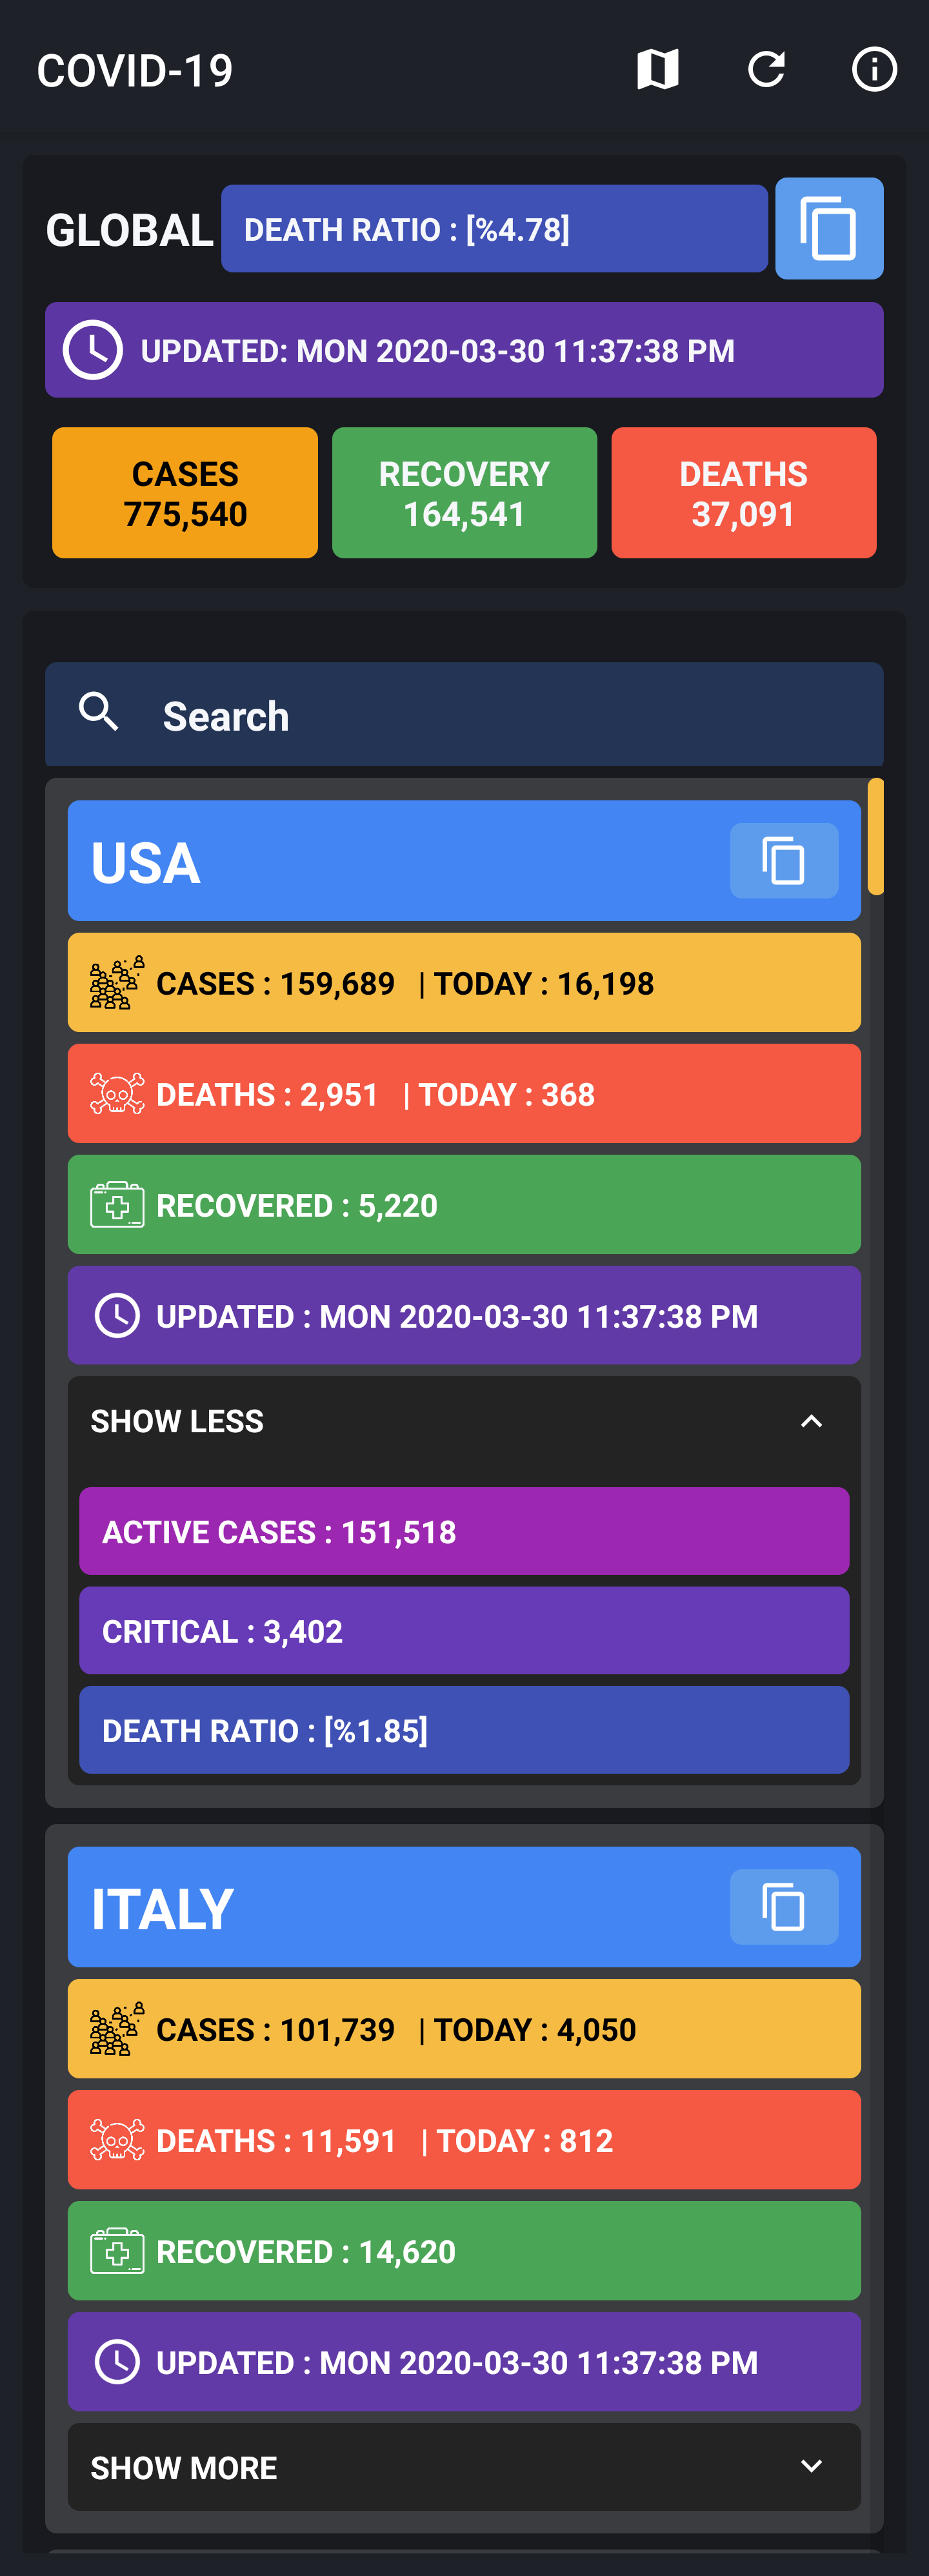 COVID-19
GLOBAL
DEATH RATIO : [%4.78]
UPDATED: MON 2020-03-30 11:37:38 PM
CASES
775,540
RECOVERY
164,541
DEATHS
37,091
Search
USA
CASES : 159,689 | TODAY : 16,198
DEATHS : 2,951 | TODAY : 368
RECOVERED : 5,220
UPDATED : MON 2020-03-30 11:37:38 PM
SHOW LESS
ACTIVE CASES : 151,518
CRITICAL : 3,402
DEATH RATIO : [%1.85]
ITALY
CASES : 101,739 | TODAY : 4,050
DEATHS : 11,591 | TODAY : 812
RECOVERED : 14,620
UPDATED : MON 2020-03-30 11:37:38 PM
SHOW MORE